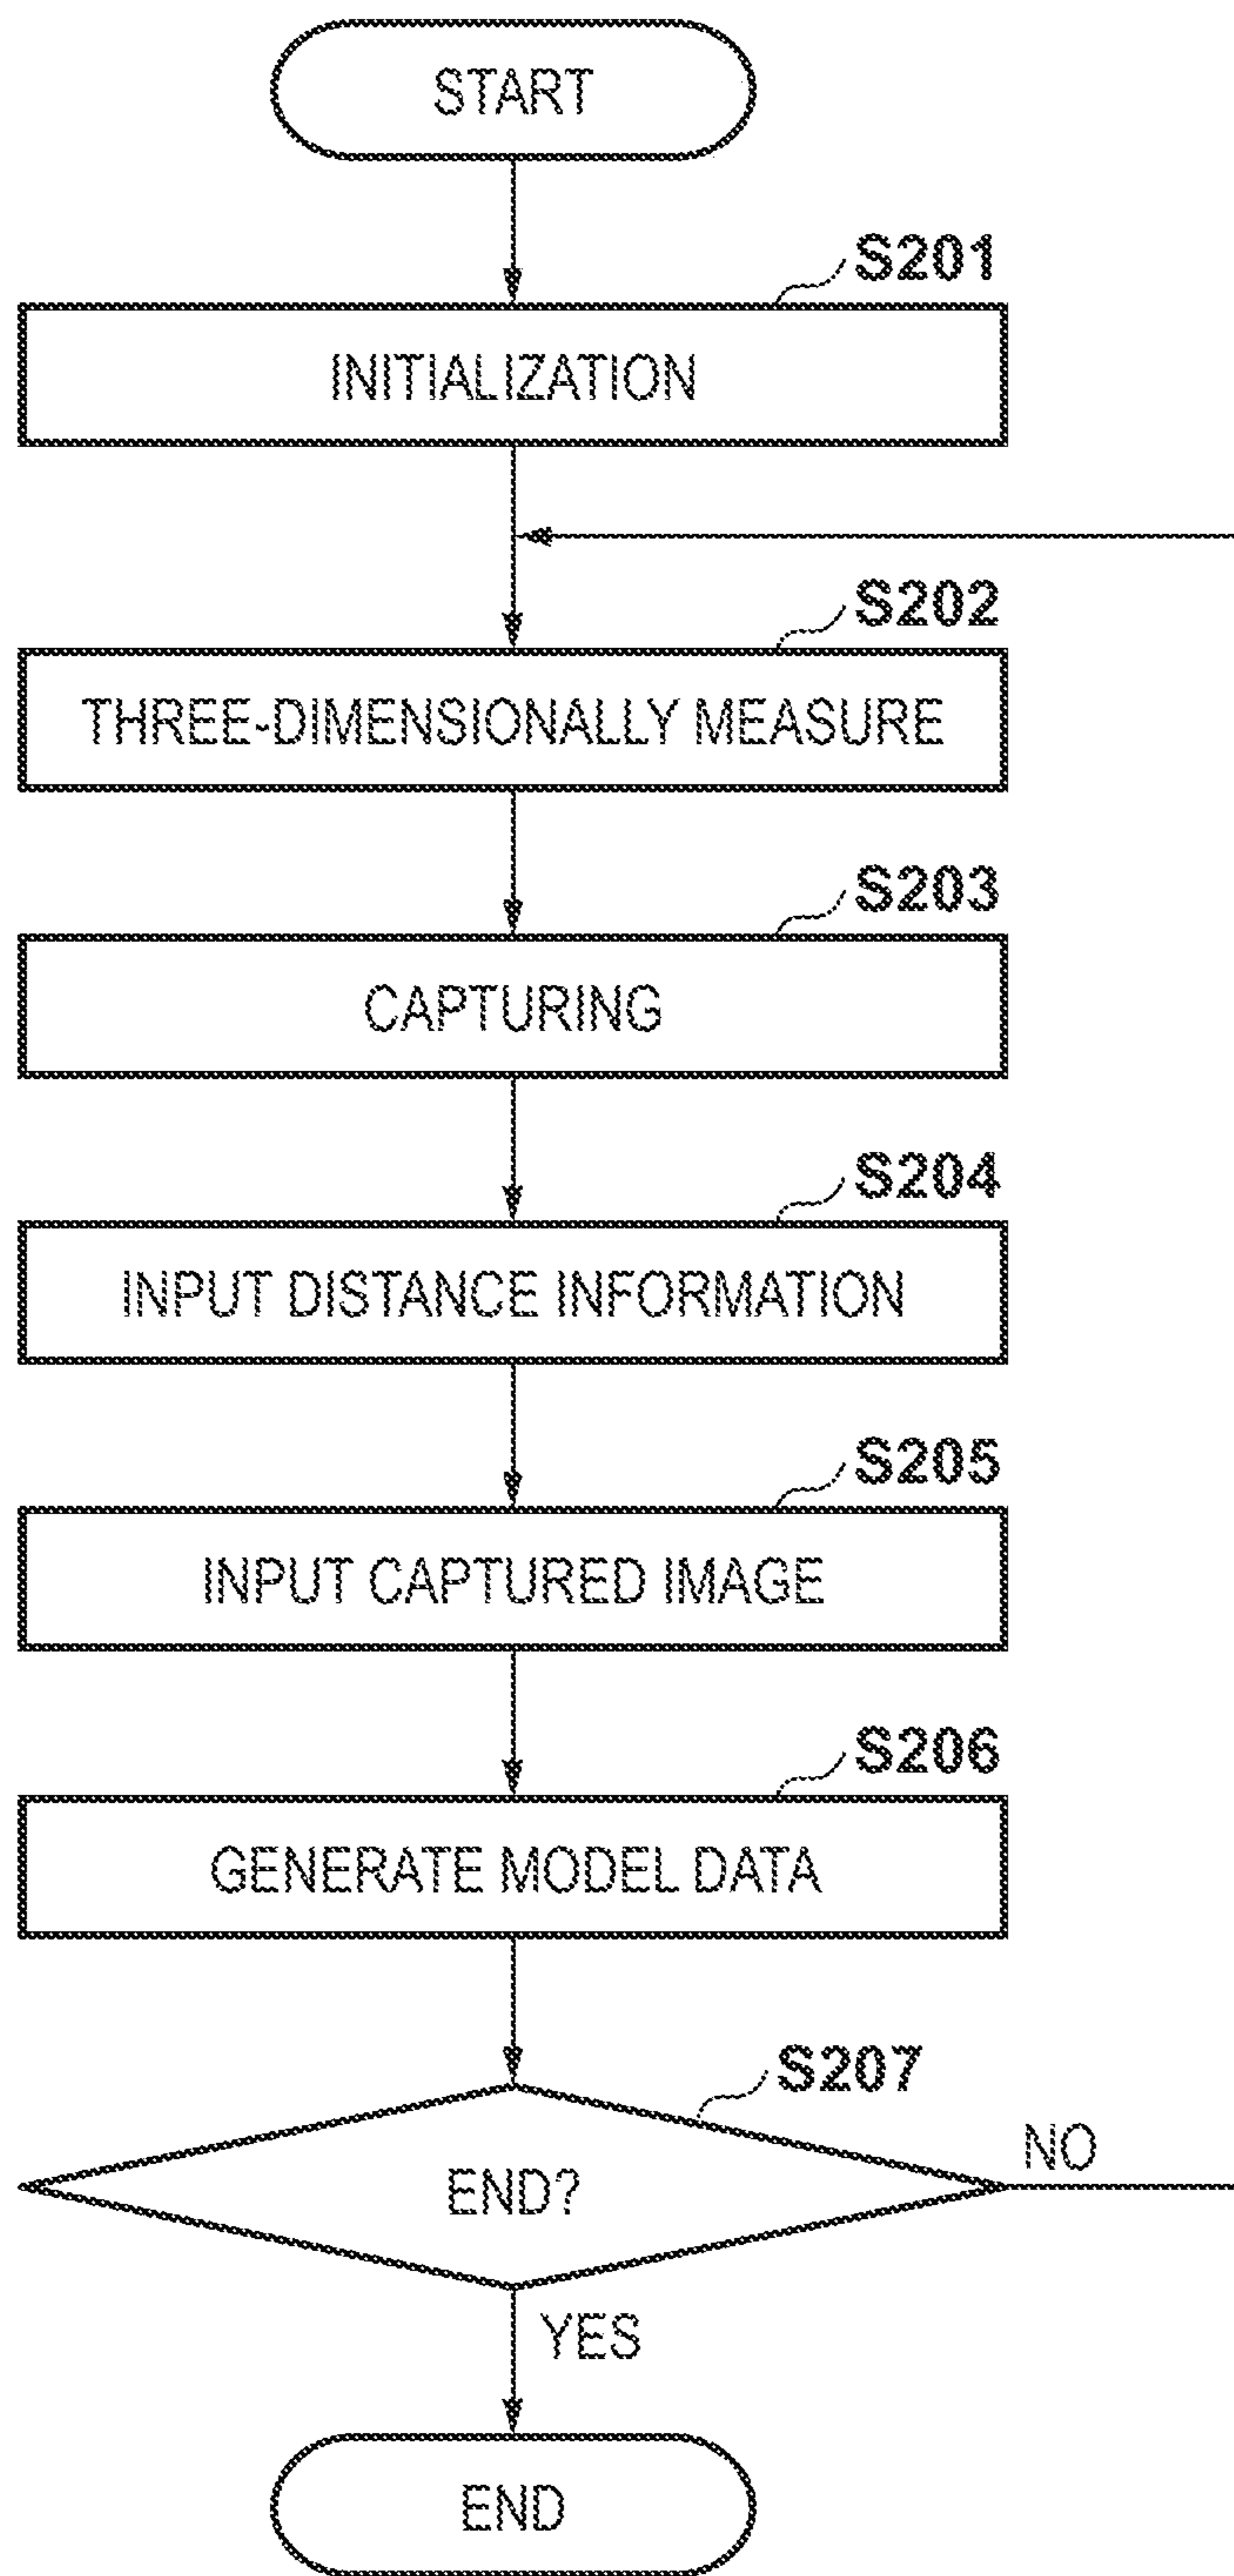 START
S201
INITIALIZATION
S202
THREE-DIMENSIONALLY MEASURE
S203
CAPTURING
S204
INPUT DISTANCE INFORMATION
S205
INPUT CAPTURED IMAGE
S206
GENERATE MODEL DATA
S207
NO
END?
YES
END